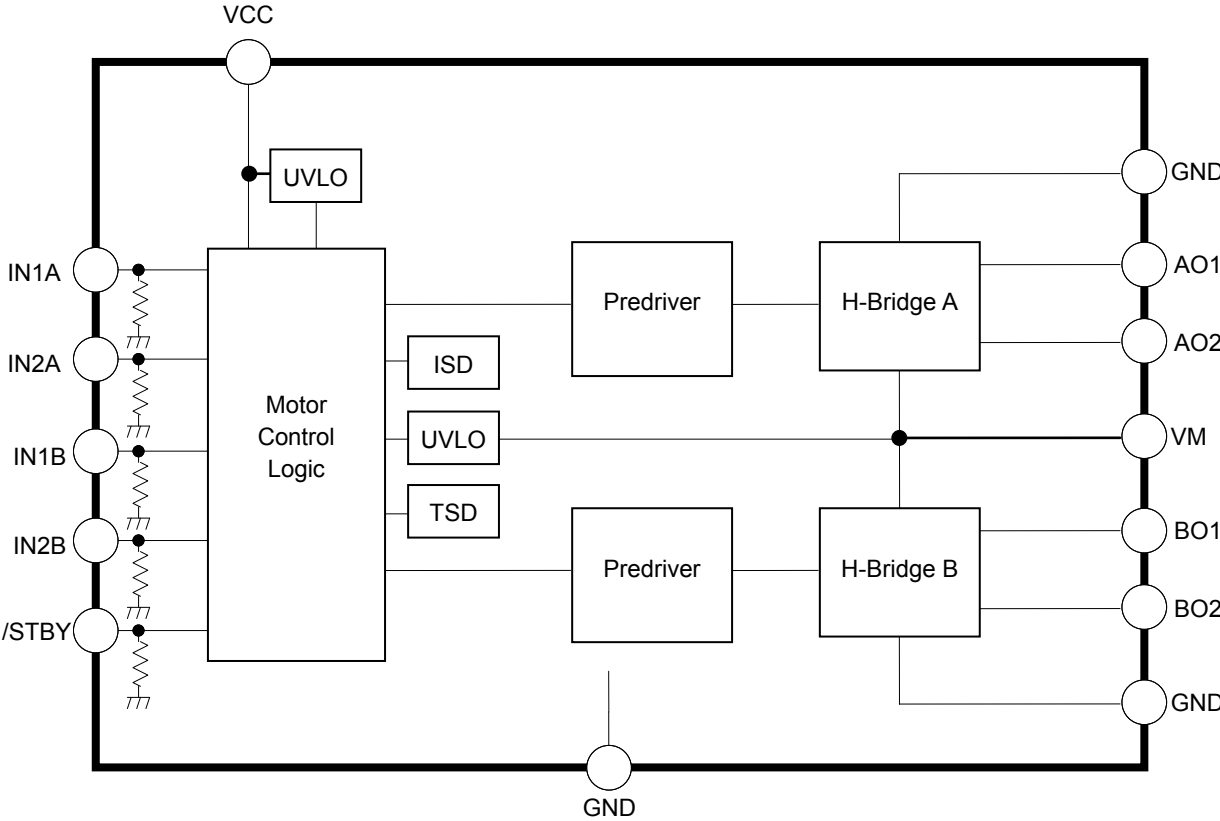 VCC
UVLO
GND
IN1A
AO1
Predriver
H-Bridge A
IN2A
AO2
ISD
Motor
Control
Logic
UVLO
VM
IN1B
TSD
BO1
IN2B
Predriver
H-Bridge B
BO2
/STBY
GND
GND